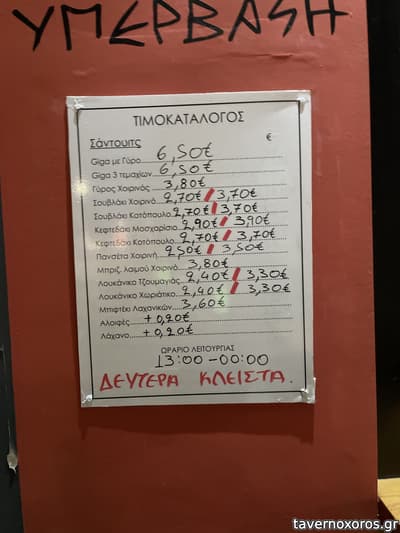 ΥΠΕΡΒΑΣΗ
ΤΙΜΟΚΑΤΑΛΟΓΟΣ
Σάντουιτς €
Giga με Γύρο 6,50€
Giga 3 τεμαχίων 6,50€
Γύρος Χοιρινός 3,80€
Σουβλάκι Χοιρινό 2,70€ / 3,70€
Σουβλάκι Κοτόπουλο 2,70€ / 3,70€
Κεφτεδάκι Μοσχαρίσιο 2,90€ / 3,90€
Κεφτεδάκι Κοτόπουλο 2,70€ / 3,70€
Πανσέτα Χοιρινή 2,50€ / 3,50€
Μπριζ. Λαιμού Χοιρινό 3,80€
Λουκάνικο Τζουμαγιάς 2,40€ / 3,30€
Λουκάνικο Χωριάτικο 2,40€ / 3,30€
Μπιφτέκι Λαχανικών 3,60€
Αλοιφές +0,20€
Λάχανο +0,20€
ΩΡΑΡΙΟ ΛΕΙΤΟΥΡΓΙΑΣ
13:00-00:00
ΔΕΥΤΕΡΑ ΚΛΕΙΣΤΑ.
tavernoxoros.gr